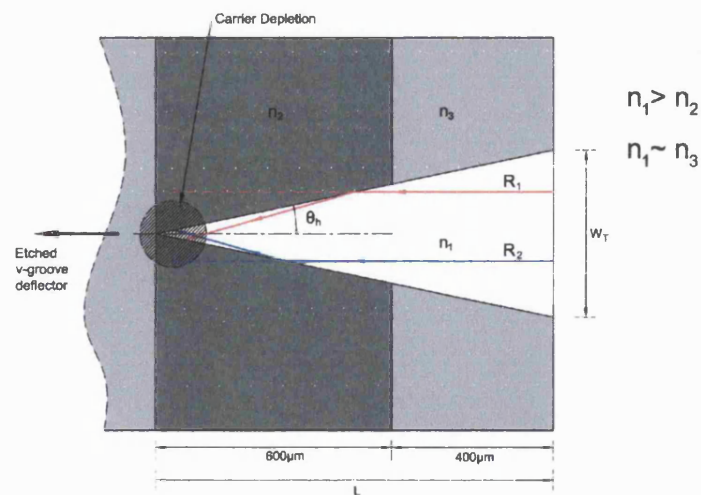 Carrier Depletion
n₂
n₃
n₁> n₂
n₁~ n₃
R₁
θₕ
n₁
R₂
W_T
Etched
v-groove
deflector
600µm
400µm
L